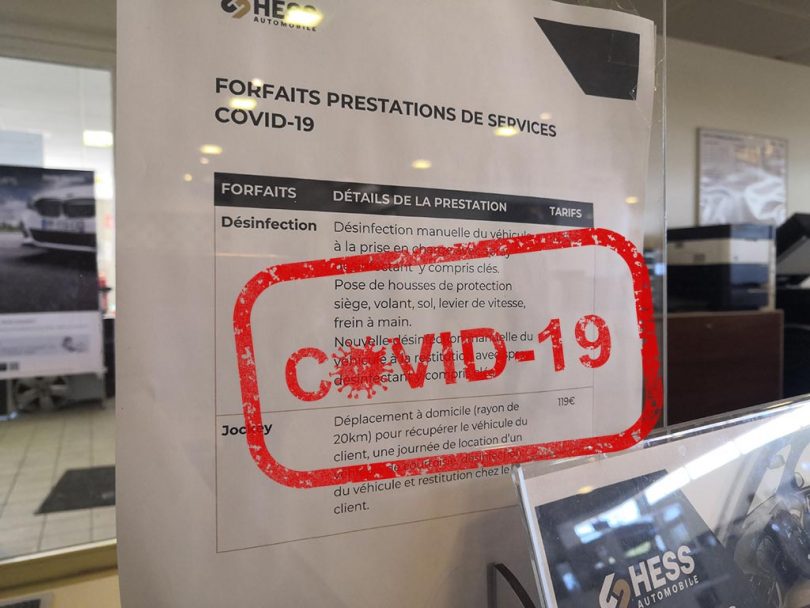 HESS
AUTOMOBILE
FORFAITS PRESTATIONS DE SERVICES
COVID-19
FORFAITS DÉTAILS DE LA PRESTATION TARIFS
Désinfection Désinfection manuelle du véhicule
à la prise en
y compris clés.
Pose de housses de protection
siège, volant, sol, levier de vitesse,
frein à main.
Nouvelle désinfection manuelle du
véhicule à la restitution avec
désinfectant compris
COVID-19
Jockey Déplacement à domicile (rayon de 119€
20km) pour récupérer le véhicule du
client, une journée de location d'un
du véhicule et restitution chez le
client.
HESS
AUTOMOBILE